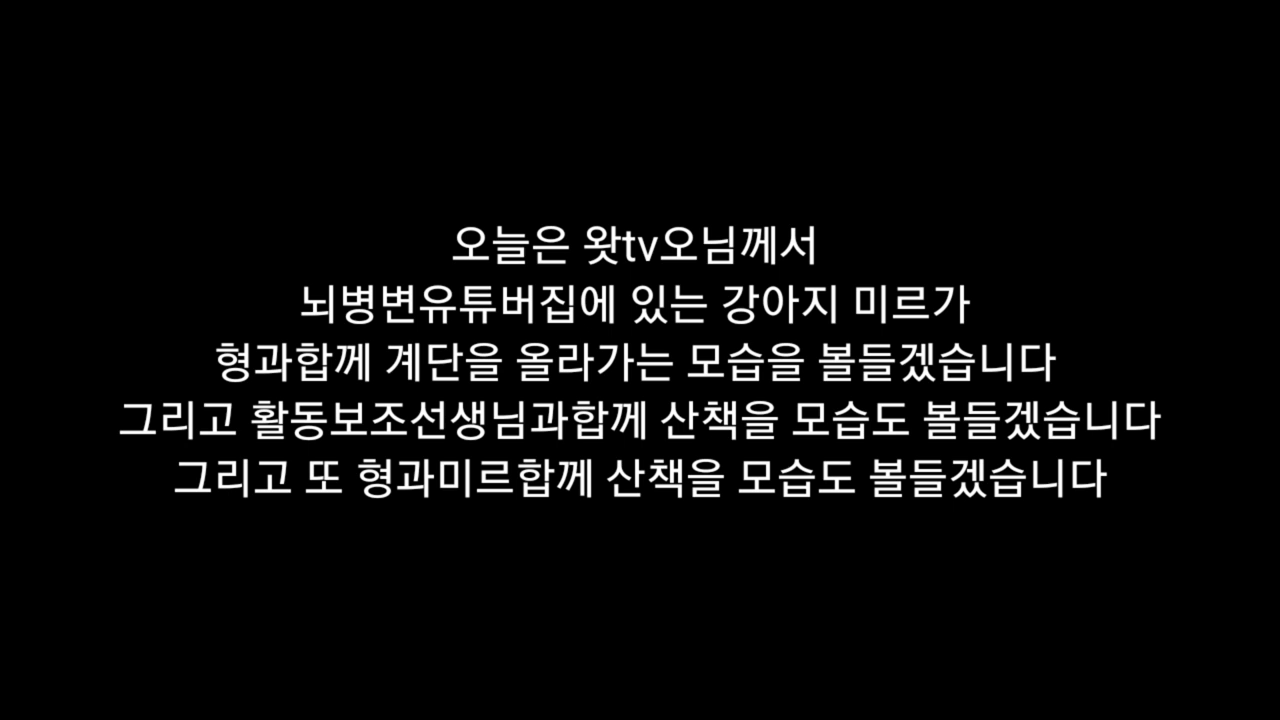 오늘은 왓tv오님께서
뇌병변유튜버집에 있는 강아지 미르가
형과합께 계단을 올라가는 모습을 볼들겠습니다
그리고 활동보조선생님과합께 산책을 모습도 볼들겠습니다
그리고 또 형과미르합께 산책을 모습도 볼들겠습니다